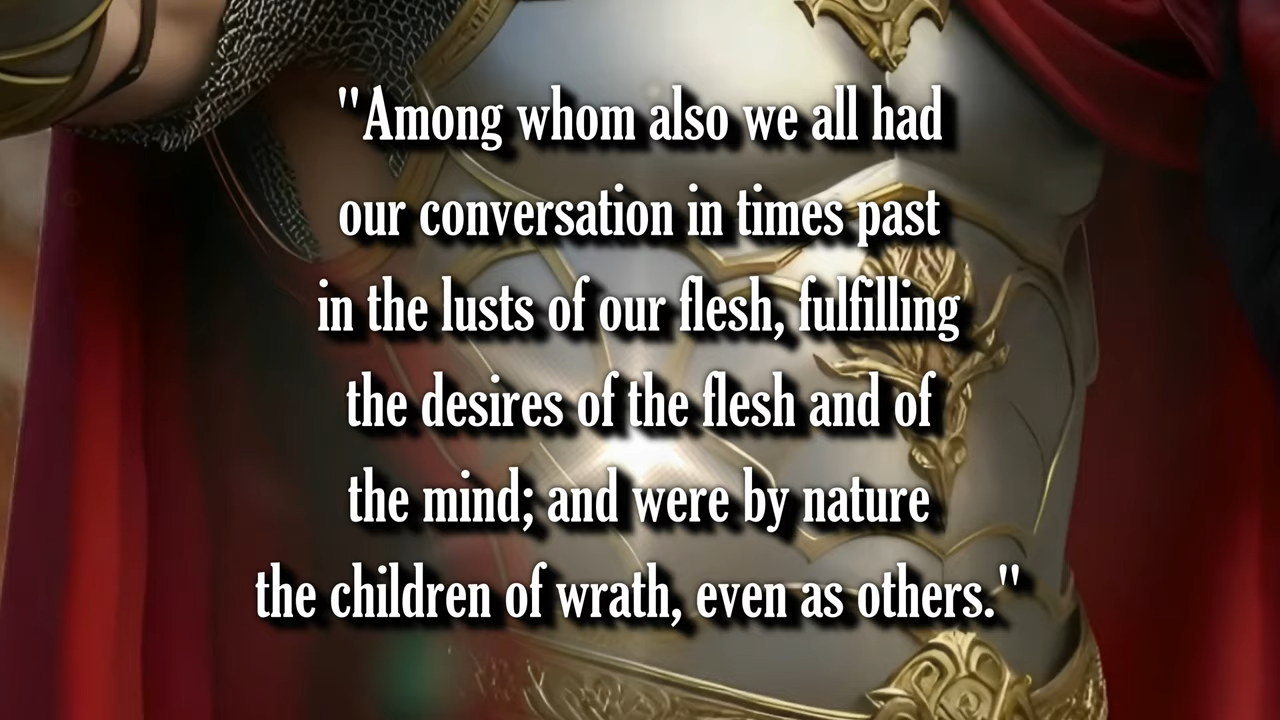 "Among whom also we all had
our conversation in times past
in the lusts of our flesh, fulfilling
the desires of the flesh and of
the mind; and were by nature
the children of wrath, even as others."